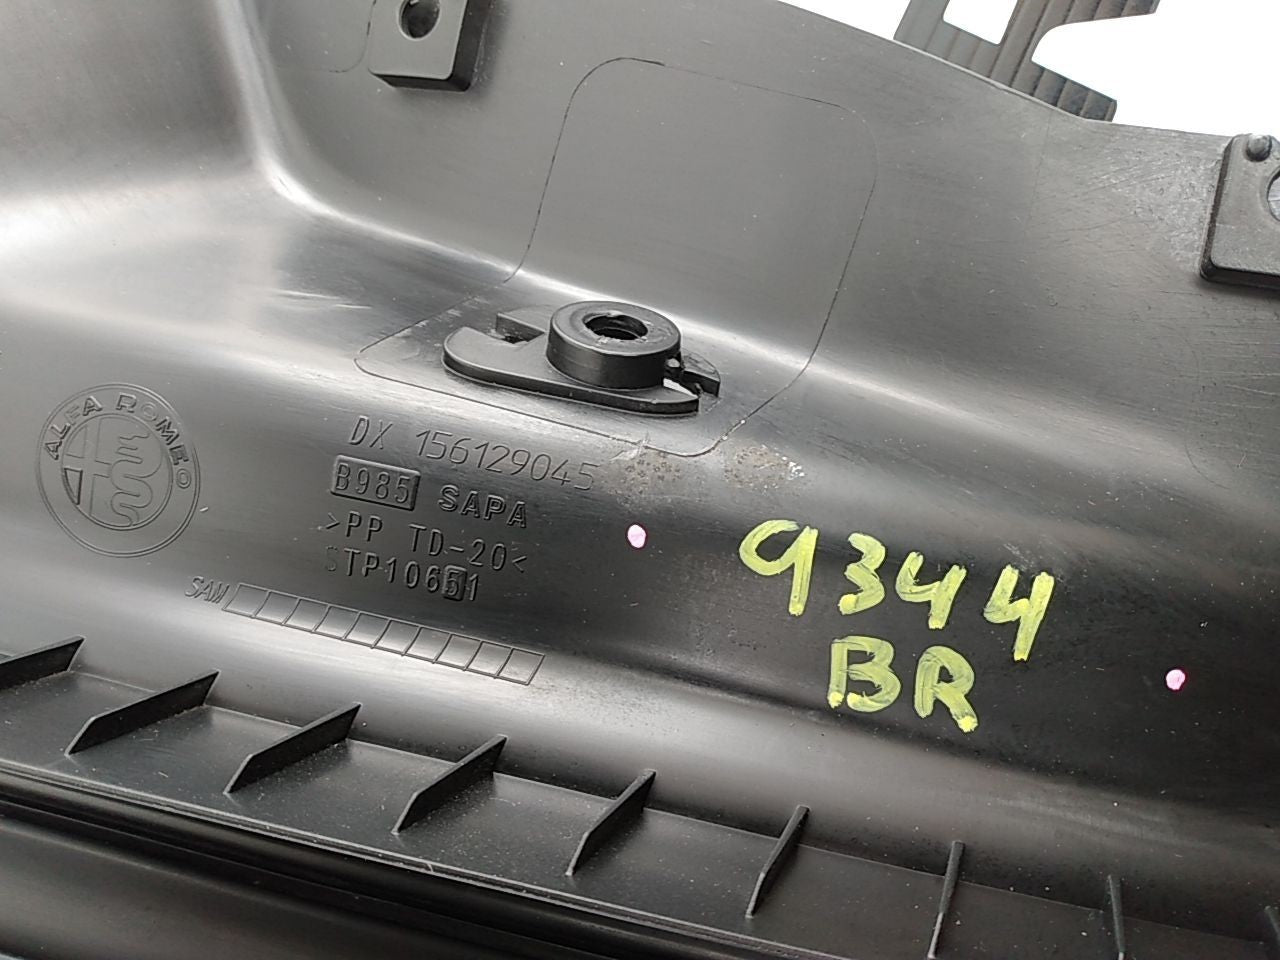 ALFA ROMEO
DX 156129045
B985 SAPA
>PP TD-20<
STP10651
SAM
9344
BR